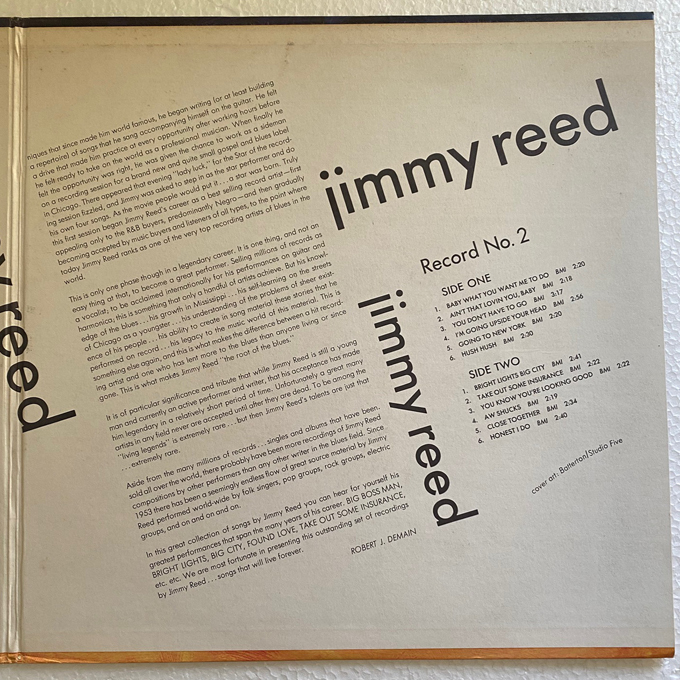 niques that since made him world famous, he began writing (or at least building
a repertoire) of songs that he sang accompanying himself on the guitar. He felt
a drive that made him practice at every opportunity after working hours before
he felt ready to take on the world as a professional musician. When finally he
felt the opportunity was right, he was given the chance to work as a sideman
on a recording session for a brand new and quite small gospel and blues label
in Chicago. There appeared that evening "lady luck," for the Star of the record-
ing session fizzled, and Jimmy was asked to step in as the star performer and do
his own four songs. As the movie people would put it . . . a star was born. Truly
this first session began Jimmy Reed's career as a best selling record artist—first
appealing only to the R&B buyers, predominantly Negro—and then gradually
becoming accepted by music buyers and listeners of all types, to the point where
today Jimmy Reed ranks as one of the very top recording artists of blues in the
world.
This is only one phase though in a legendary career. It is one thing, and not an
easy thing at that, to become a great performer. Selling millions of records as
a vocalist; to be acclaimed internationally for his performances on guitar and
harmonica; this is something that only a handful of artists achieve. But his knowl-
edge of the blues . . . his growth in Mississippi . . . his self-learning on the streets
of Chicago as a youngster . . . his understanding of the problems of sheer exist-
ence of his people . . . his ability to create in song material these stories that he
performed on record . . . his legacy to the music world of this material. This is
something else again, and this is what makes the difference between a hit record-
ing artist and one who has lent more to the blues than anyone living or since
gone. This is what makes Jimmy Reed "the root of the blues."
It is of particular significance and tribute that while Jimmy Reed is still a young
man and currently an active performer and writer, that his acceptance has made
him legendary in a relatively short period of time. Unfortunately a great many
artists in any field never are accepted until after they are dead. To be among the
"living legends" is extremely rare . . . but then Jimmy Reed's talents are just that
. . . extremely rare.
Aside from the many millions of records . . . singles and albums that have been
sold all over the world, there probably have been more recordings of Jimmy Reed
compositions by other performers than any other writer in the blues field. Since
1953 there has been a seemingly endless flow of great source material by Jimmy
Reed performed world-wide by folk singers, pop groups, rock groups, electric
groups, and on and on and on.
In this great collection of songs by Jimmy Reed you can hear for yourself his
greatest performances that span the many years of his career. BIG BOSS MAN,
BRIGHT LIGHTS, BIG CITY, FOUND LOVE, TAKE OUT SOME INSURANCE,
etc. etc. We are most fortunate in presenting this outstanding set of recordings
by Jimmy Reed . . . songs that will live forever.
ROBERT J. DEMAIN
jimmy reed
Record No. 2
SIDE ONE
1. BABY WHAT YOU WANT ME TO DO BMI 2:20
2. AIN'T THAT LOVIN YOU, BABY BMI 2:18
3. YOU DON'T HAVE TO GO BMI 3:17
4. I'M GOING UPSIDE YOUR HEAD BMI 2:56
5. GOING TO NEW YORK BMI 2:20
6. HUSH HUSH BMI 2:30
SIDE TWO
1. BRIGHT LIGHTS BIG CITY BMI 2:41
2. TAKE OUT SOME INSURANCE BMI 2:22
3. YOU KNOW YOU'RE LOOKING GOOD BMI 2:22
4. AW SHUCKS BMI 2:19
5. CLOSE TOGETHER BMI 2:34
6. HONEST I DO BMI 2:40
cover art: Batterton/Studio Five
jimmy reed
y reed